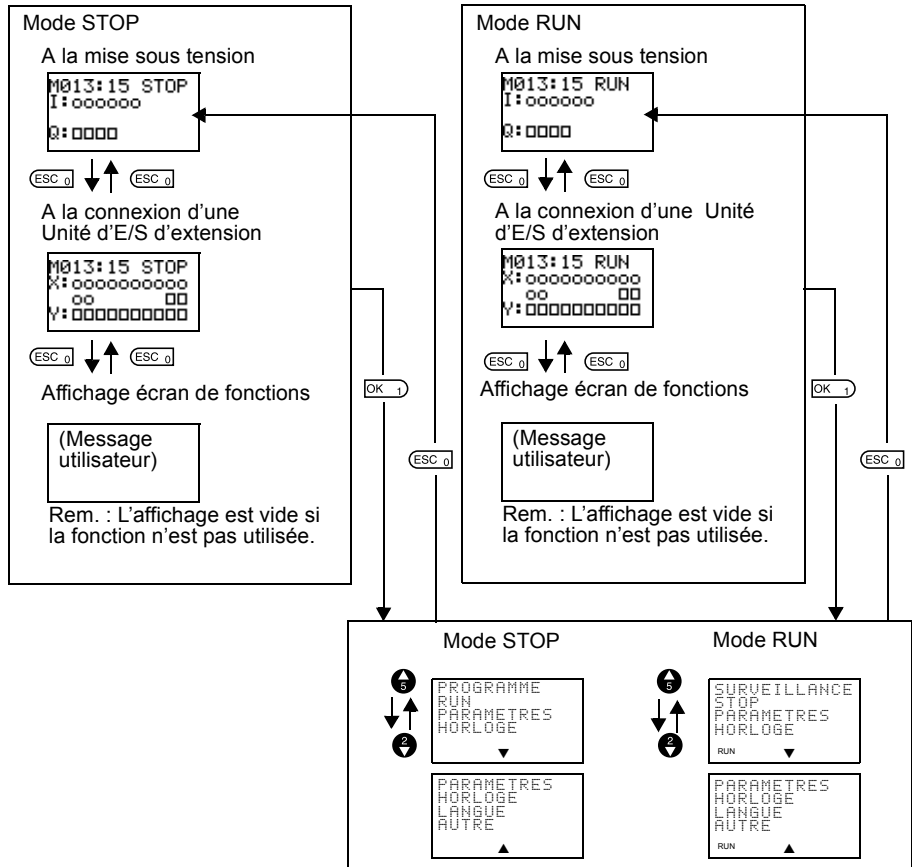 Mode STOP
A la mise sous tension
M013:15 STOP
I:oooooo
Q:□□□□
ESC 0
ESC 0
A la connexion d'une
Unité d'E/S d'extension
M013:15 STOP
X:oooooooooo
oo □□
Y:□□□□□□□□□□
ESC 0
ESC 0
Affichage écran de fonctions
(Message
utilisateur)
Rem. : L'affichage est vide si
la fonction n'est pas utilisée.
OK 1
ESC 0
Mode RUN
A la mise sous tension
M013:15 RUN
I:oooooo
Q:□□□□
ESC 0
ESC 0
A la connexion d'une Unité
d'E/S d'extension
M013:15 RUN
X:oooooooooo
oo □□
Y:□□□□□□□□□□
ESC 0
ESC 0
Affichage écran de fonctions
(Message
utilisateur)
Rem. : L'affichage est vide si
la fonction n'est pas utilisée.
OK 1
ESC 0
Mode STOP
5
2
PROGRAMME
RUN
PARAMETRES
HORLOGE
▼
PARAMETRES
HORLOGE
LANGUE
AUTRE
▲
Mode RUN
5
2
SURVEILLANCE
STOP
PARAMETRES
HORLOGE
RUN ▼
PARAMETRES
HORLOGE
LANGUE
AUTRE
RUN ▲